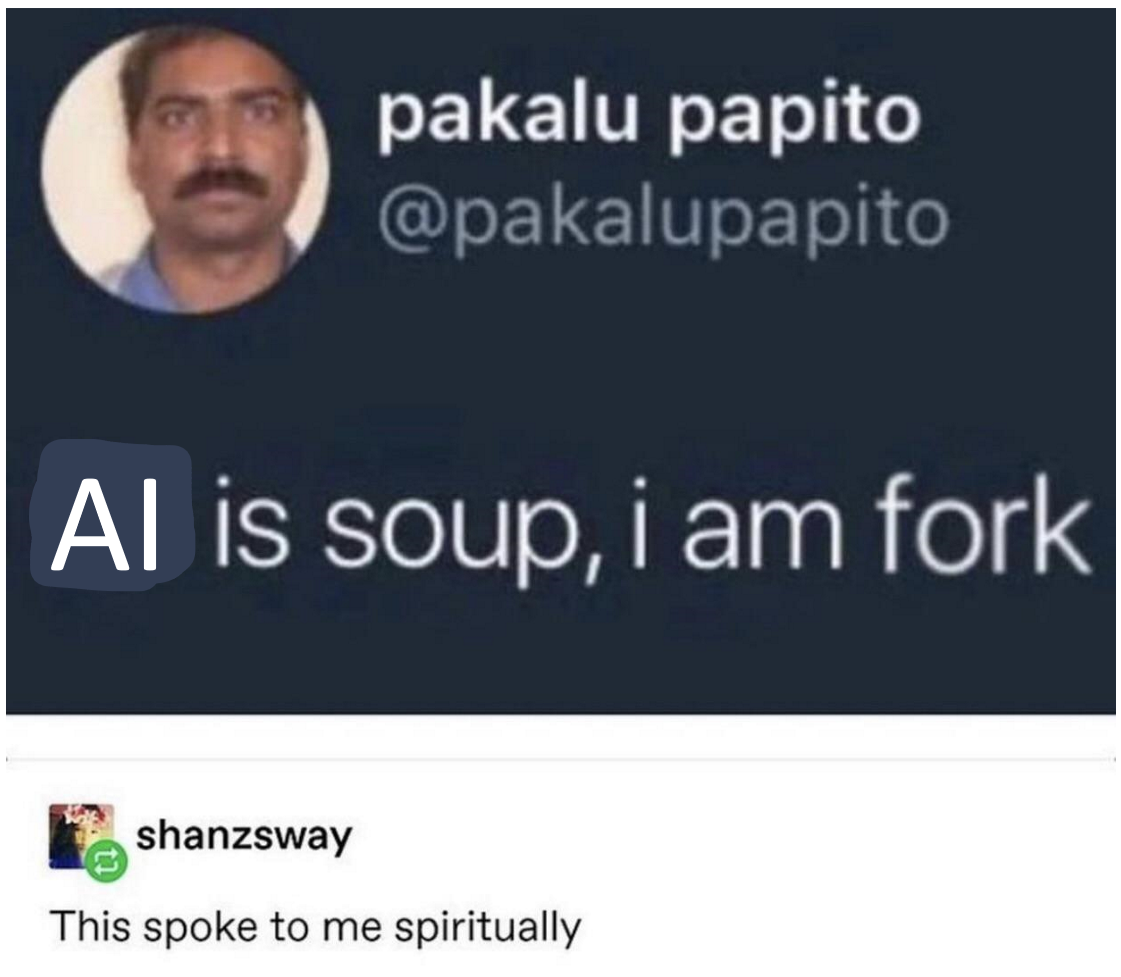 pakalu papito
@pakalupapito
AI is soup, i am fork
shanzsway
This spoke to me spiritually